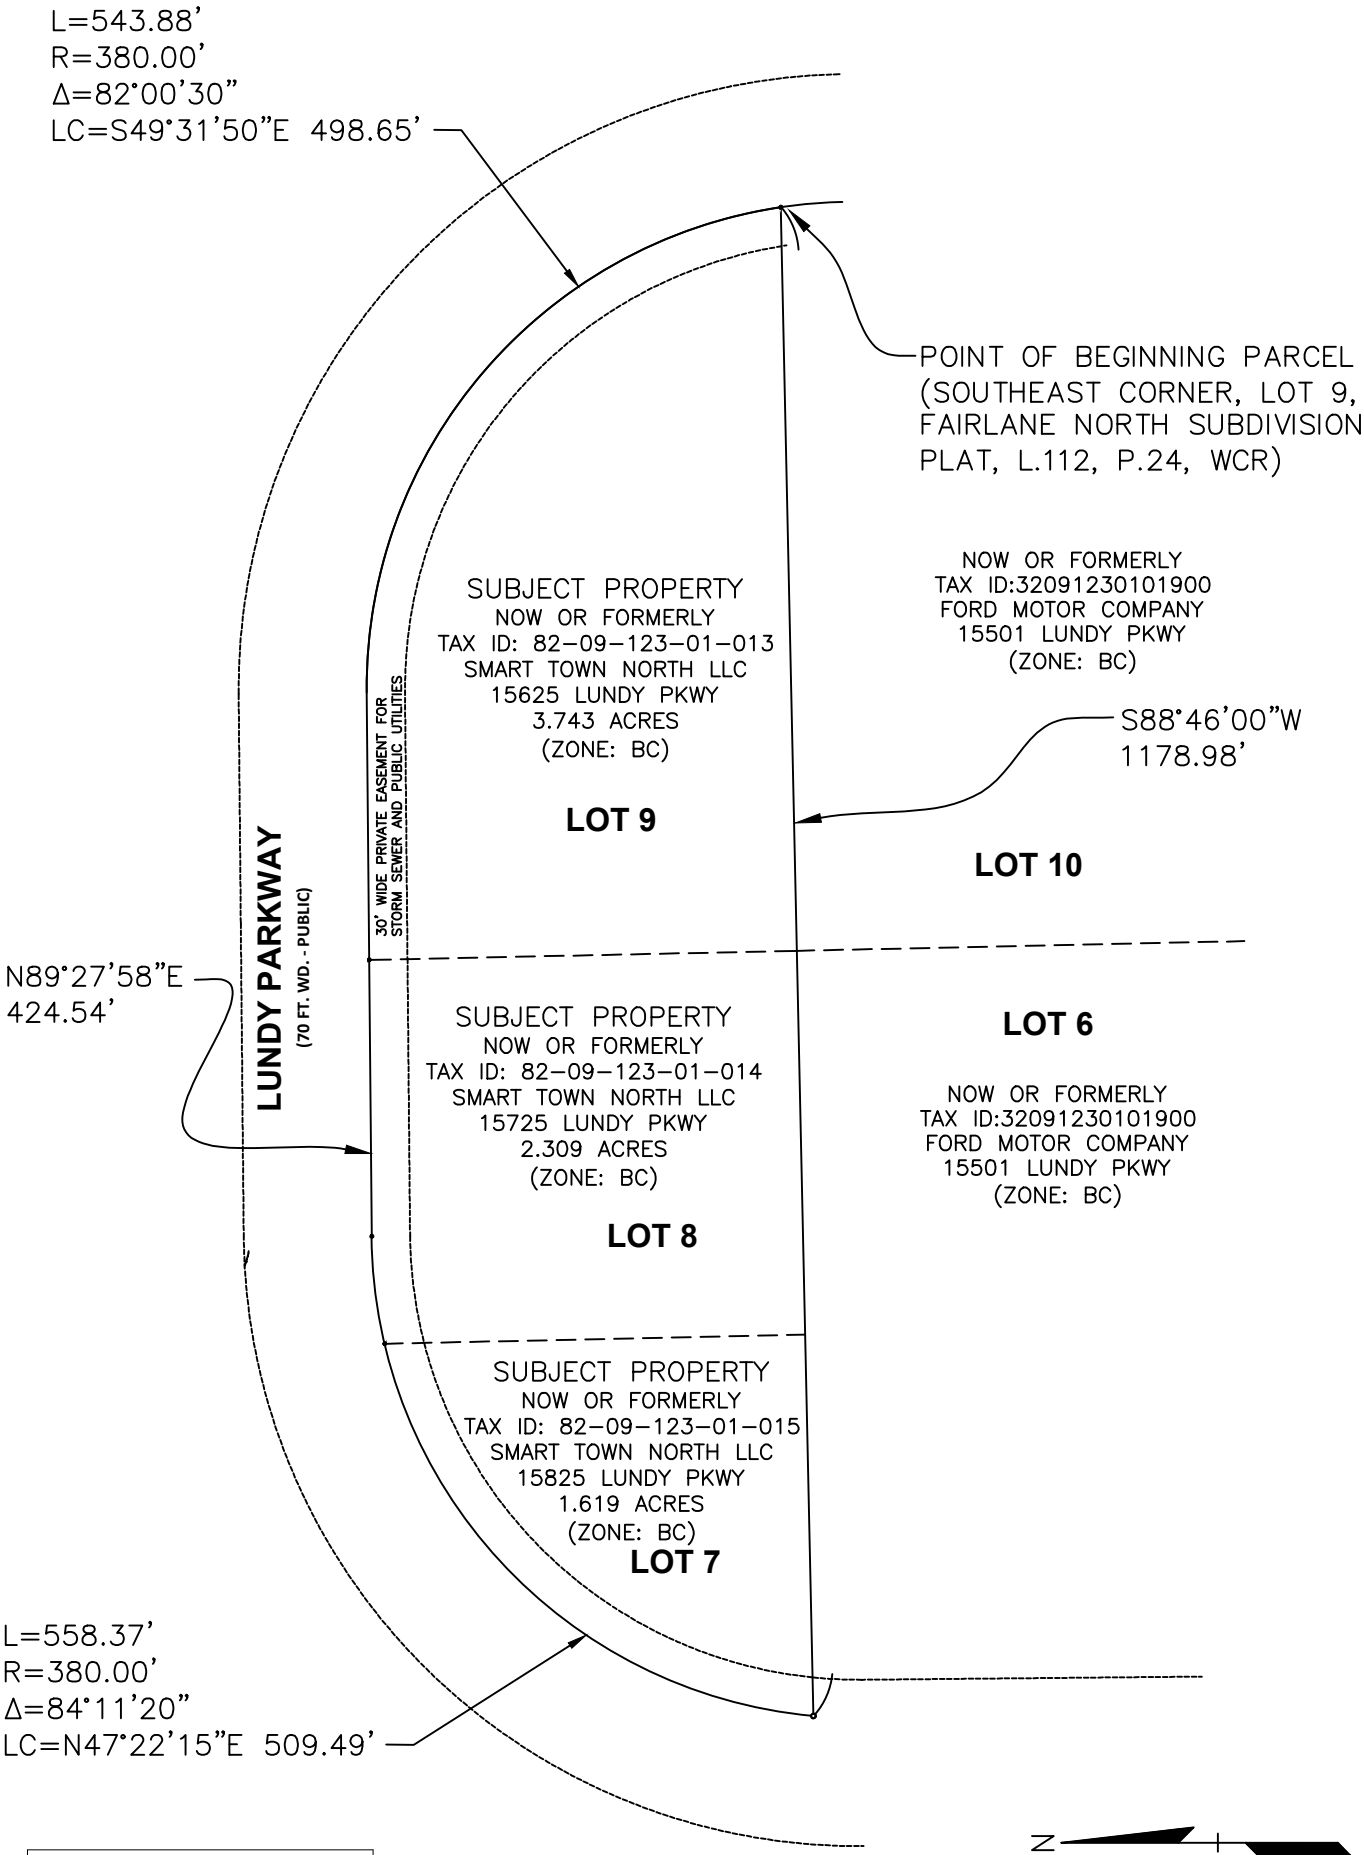 L=543.88'
R=380.00'
Δ=82°00'30"
LC=S49°31'50"E 498.65'
POINT OF BEGINNING PARCEL
(SOUTHEAST CORNER, LOT 9,
FAIRLANE NORTH SUBDIVISION
PLAT, L.112, P.24, WCR)
SUBJECT PROPERTY
NOW OR FORMERLY
TAX ID: 82-09-123-01-013
SMART TOWN NORTH LLC
15625 LUNDY PKWY
3.743 ACRES
(ZONE: BC)
LOT 9
NOW OR FORMERLY
TAX ID:32091230101900
FORD MOTOR COMPANY
15501 LUNDY PKWY
(ZONE: BC)
S88°46'00"W
1178.98'
LOT 10
30' WIDE PRIVATE EASEMENT FOR
STORM SEWER AND PUBLIC UTILITIES
LUNDY PARKWAY
(70 FT. WD. - PUBLIC)
N89°27'58"E
424.54'
SUBJECT PROPERTY
NOW OR FORMERLY
TAX ID: 82-09-123-01-014
SMART TOWN NORTH LLC
15725 LUNDY PKWY
2.309 ACRES
(ZONE: BC)
LOT 8
LOT 6
NOW OR FORMERLY
TAX ID:32091230101900
FORD MOTOR COMPANY
15501 LUNDY PKWY
(ZONE: BC)
SUBJECT PROPERTY
NOW OR FORMERLY
TAX ID: 82-09-123-01-015
SMART TOWN NORTH LLC
15825 LUNDY PKWY
1.619 ACRES
(ZONE: BC)
LOT 7
L=558.37'
R=380.00'
Δ=84°11'20"
LC=N47°22'15"E 509.49'
N